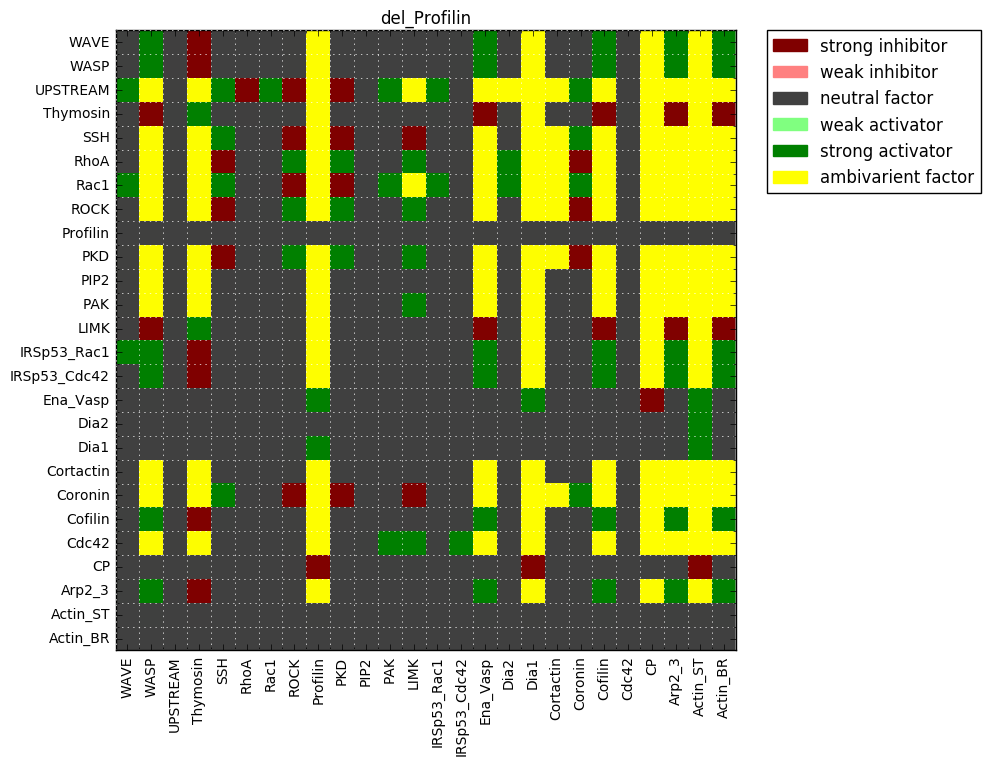 del_Profilin
WAVE
WASP
UPSTREAM
Thymosin
SSH
RhoA
Rac1
ROCK
Profilin
PKD
PIP2
PAK
LIMK
IRSp53_Rac1
IRSp53_Cdc42
Ena_Vasp
Dia2
Dia1
Cortactin
Coronin
Cofilin
Cdc42
CP
Arp2_3
Actin_ST
Actin_BR
WAVE
WASP
UPSTREAM
Thymosin
SSH
RhoA
Rac1
ROCK
Profilin
PKD
PIP2
PAK
LIMK
IRSp53_Rac1
IRSp53_Cdc42
Ena_Vasp
Dia2
Dia1
Cortactin
Coronin
Cofilin
Cdc42
CP
Arp2_3
Actin_ST
Actin_BR
strong inhibitor
weak inhibitor
neutral factor
weak activator
strong activator
ambivarient factor